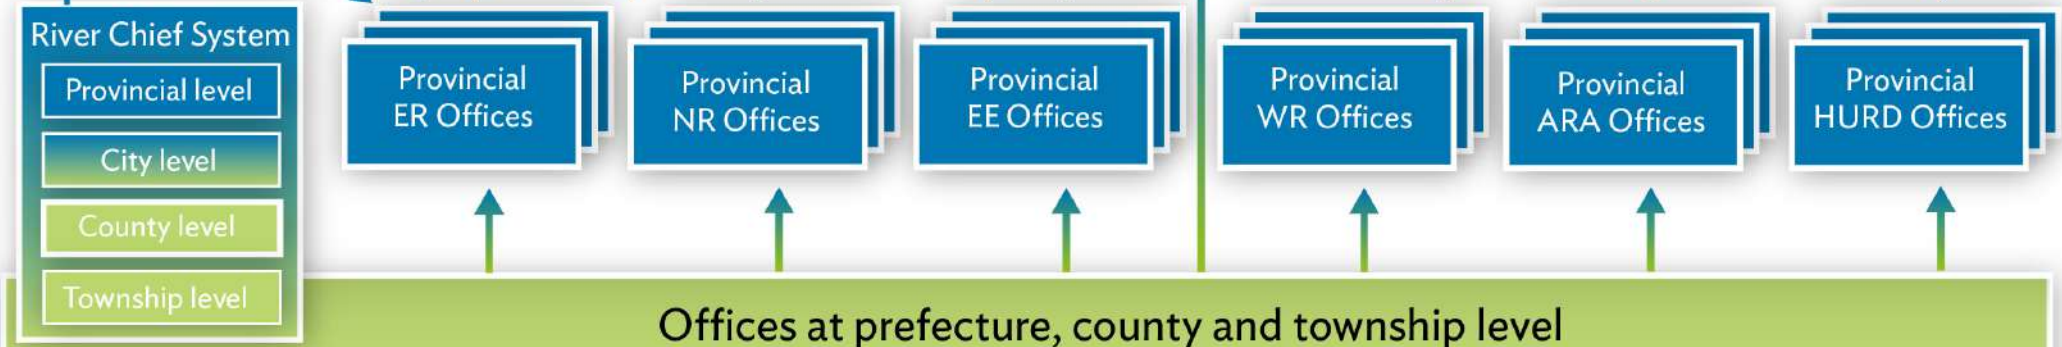 River Chief System
Provincial level
City level
County level
Township level
Provincial
ER Offices
Provincial
NR Offices
Provincial
EE Offices
Provincial
WR Offices
Provincial
ARA Offices
Provincial
HURD Offices
Offices at prefecture, county and township level